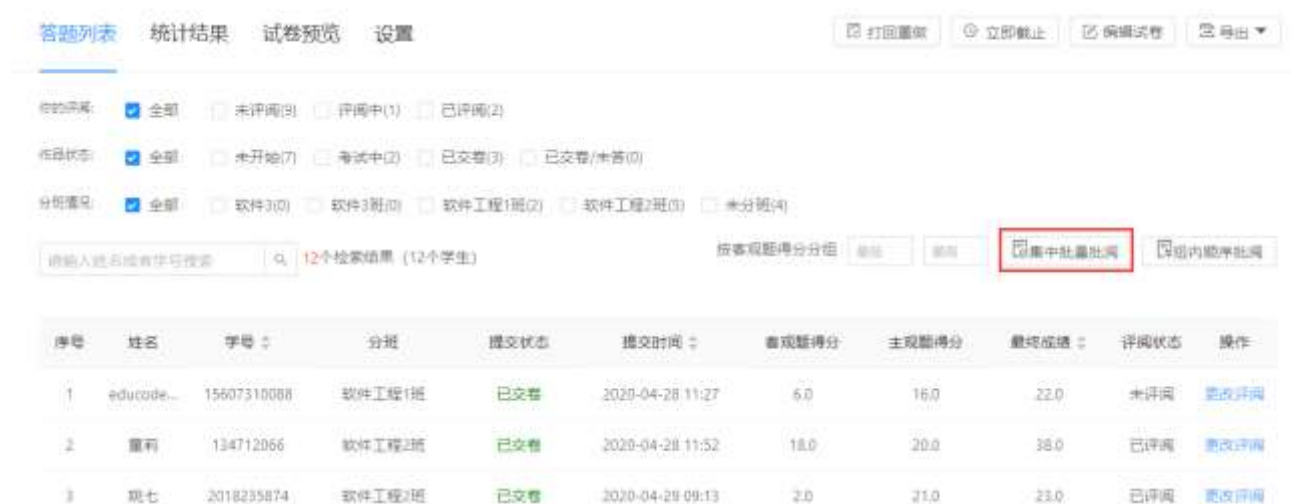 答题列表 统计结果 试卷预览 设置 打回重做 立即截止 编辑试卷 导出
你的评阅: 全部 未评阅(9) 评阅中(1) 已评阅(2)
作品状态: 全部 未开始(7) 考试中(2) 已交卷(3) 已交卷/未答(0)
分班情况: 全部 软件3(0) 软件3班(0) 软件工程1班(2) 软件工程2班(5) 未分班(4)
请输入姓名或者学号搜索 12个检索结果 (12个学生) 按客观题得分分组 最低 最高 集中批量批阅 组内顺序批阅
序号 姓名 学号 分班 提交状态 提交时间 客观题得分 主观题得分 最终成绩 评阅状态 操作
1 educode... 15607310088 软件工程1班 已交卷 2020-04-28 11:27 6.0 16.0 22.0 未评阅 更改评阅
2 童莉 134712066 软件工程2班 已交卷 2020-04-28 11:52 18.0 20.0 38.0 已评阅 更改评阅
3 姚七 2018235874 软件工程2班 已交卷 2020-04-29 09:13 2.0 21.0 23.0 已评阅 更改评阅